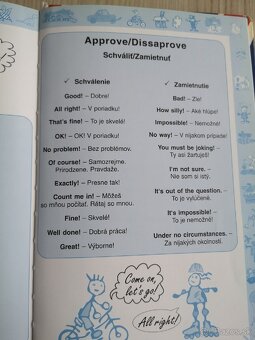 Approve/Dissaprove
Schváliť/Zamietnuť
✓ Schválenie
Good! – Dobre!
All right! – V poriadku!
That's fine! – To je skvelé!
OK! – OK! V poriadku!
No problem! – Bez problémov.
Of course! – Samozrejme.
Prirodzene. Pravdaže.
Exactly! – Presne tak!
Count me in! – Môžeš
so mňou počítať. Rátaj so mnou.
Fine! – Skvelé!
Well done! – Dobrá práca!
Great! – Výborne!
✓ Zamietnutie
Bad! – Zle!
How silly! – Aké hlúpe!
Impossible! – Nemožné!
No way! – V nijakom prípade!
You must be joking! –
Ty asi žartuješ!
I'm not sure. –
Nie som si istý.
It's out of the question. –
To je vylúčené.
It's impossible! –
To je nemožné!
Under no circumstances. –
Za nijakých okolností.
Come on,
let's go!
All right!